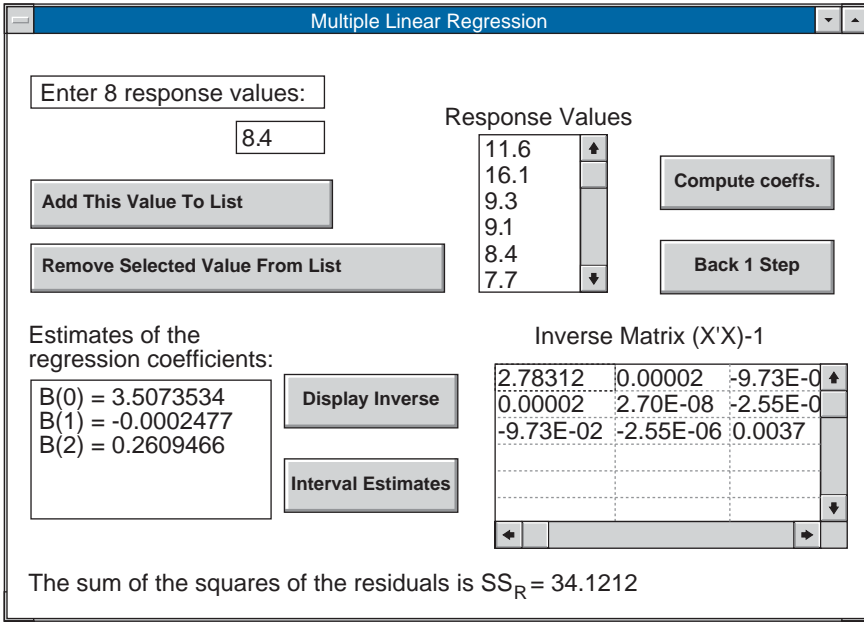 Multiple Linear Regression
Enter 8 response values:
8.4
Response Values
11.6
16.1
9.3
9.1
8.4
7.7
Add This Value To List
Remove Selected Value From List
Compute coeffs.
Back 1 Step
Estimates of the
regression coefficients:
B(0) = 3.5073534
B(1) = -0.0002477
B(2) = 0.2609466
Display Inverse
Interval Estimates
Inverse Matrix (X'X)-1
2.78312 0.00002 -9.73E-0
0.00002 2.70E-08 -2.55E-0
-9.73E-02 -2.55E-06 0.0037
The sum of the squares of the residuals is SSR = 34.1212